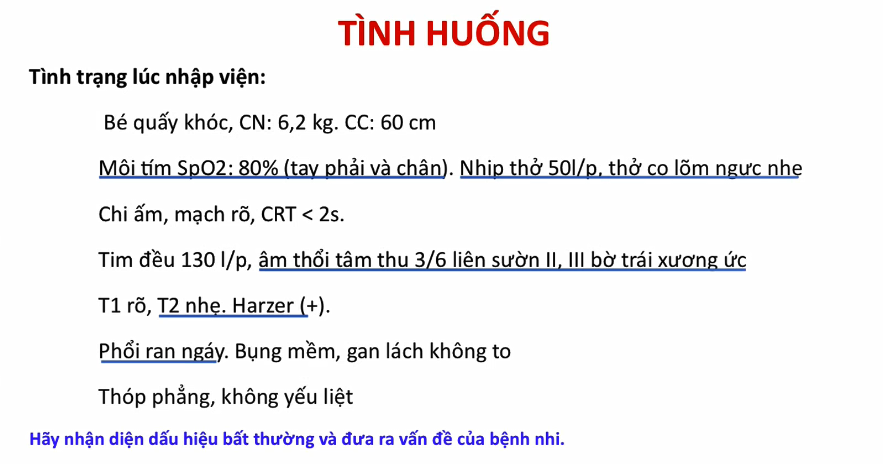 TÌNH HUỐNG
Tình trạng lúc nhập viện:
Bé quấy khóc, CN: 6,2 kg. CC: 60 cm
Môi tím SpO2: 80% (tay phải và chân). Nhịp thở 50l/p, thở co lõm ngực nhẹ
Chi ấm, mạch rõ, CRT < 2s.
Tim đều 130 l/p, âm thổi tâm thu 3/6 liên sườn II, III bờ trái xương ức
T1 rõ, T2 nhẹ. Harzer (+).
Phổi ran ngáy. Bụng mềm, gan lách không to
Thóp phẳng, không yếu liệt
Hãy nhận diện dấu hiệu bất thường và đưa ra vấn đề của bệnh nhi.